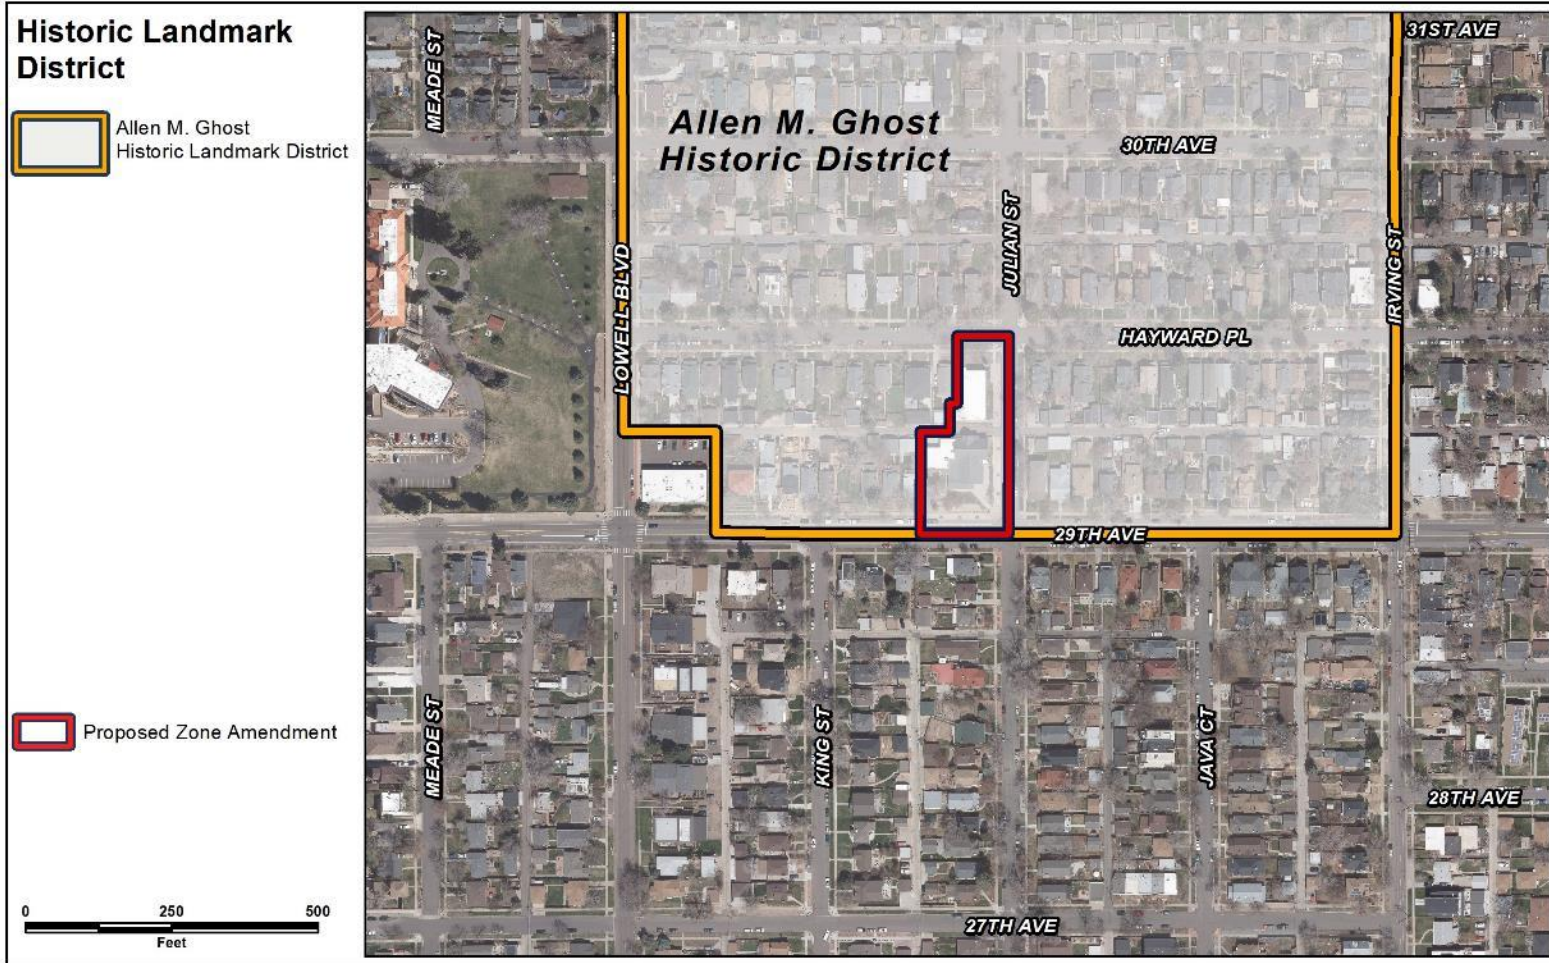 Historic Landmark
District
Allen M. Ghost
Historic Landmark District
Proposed Zone Amendment
0 250 500
Feet
MEADE ST
31ST AVE
Allen M. Ghost
Historic District
30TH AVE
JULIAN ST
LOWELL BLVD
IRVING ST
HAYWARD PL
29TH AVE
MEADE ST
KING ST
JAVA CT
28TH AVE
27TH AVE